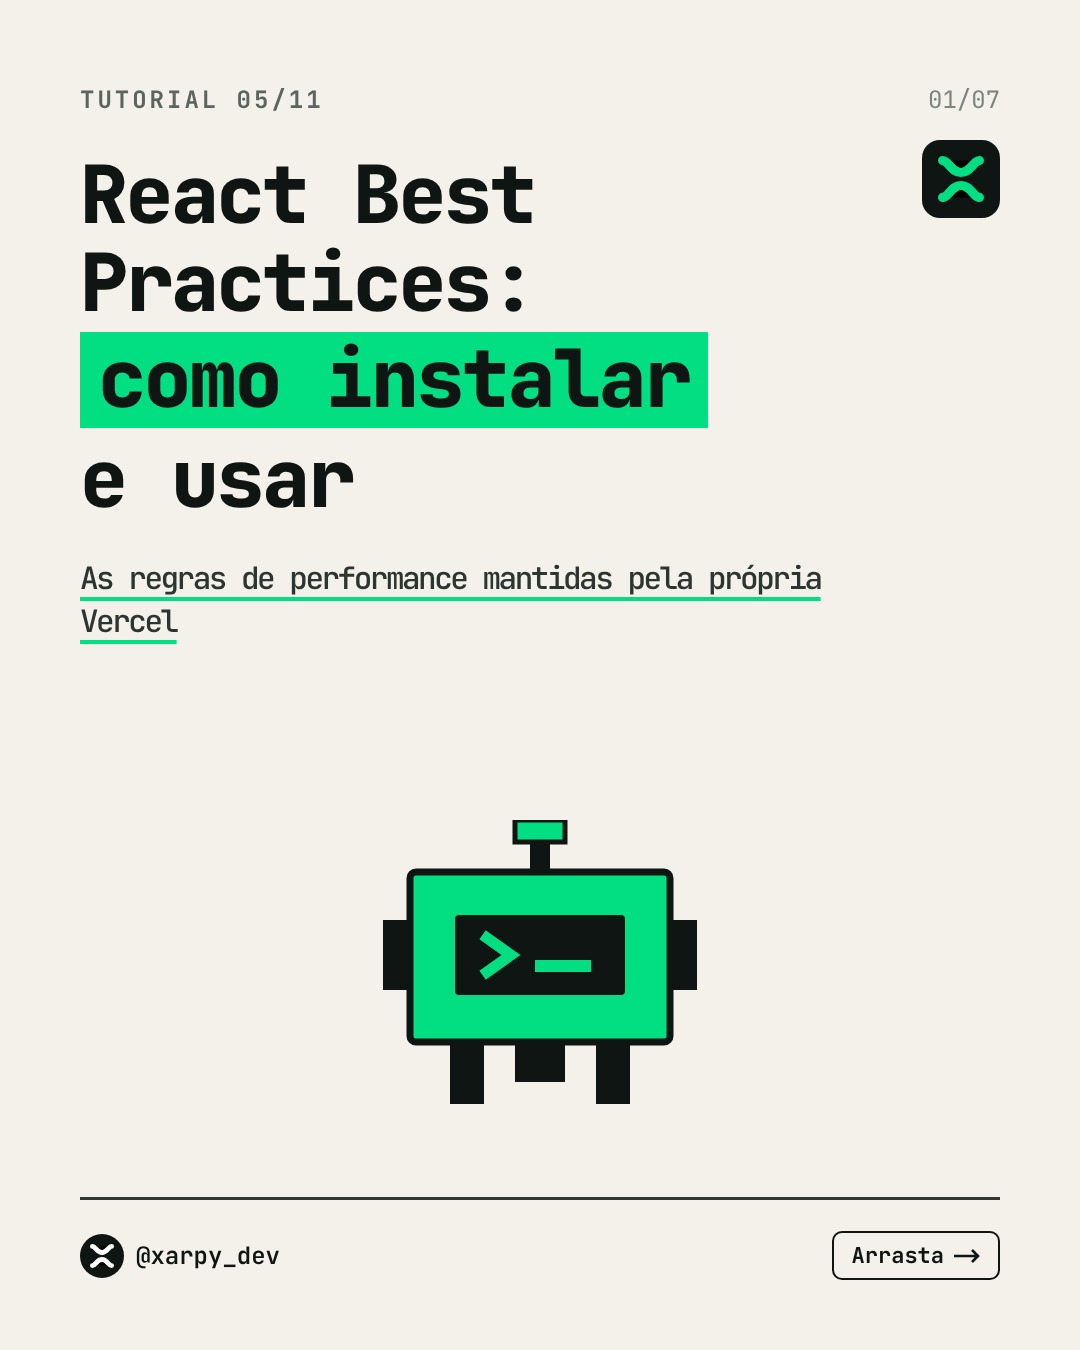 TUTORIAL 05/11
01/07
React Best
Practices:
como instalar
e usar
As regras de performance mantidas pela própria
Vercel
>_
@xarpy_dev
Arrasta →